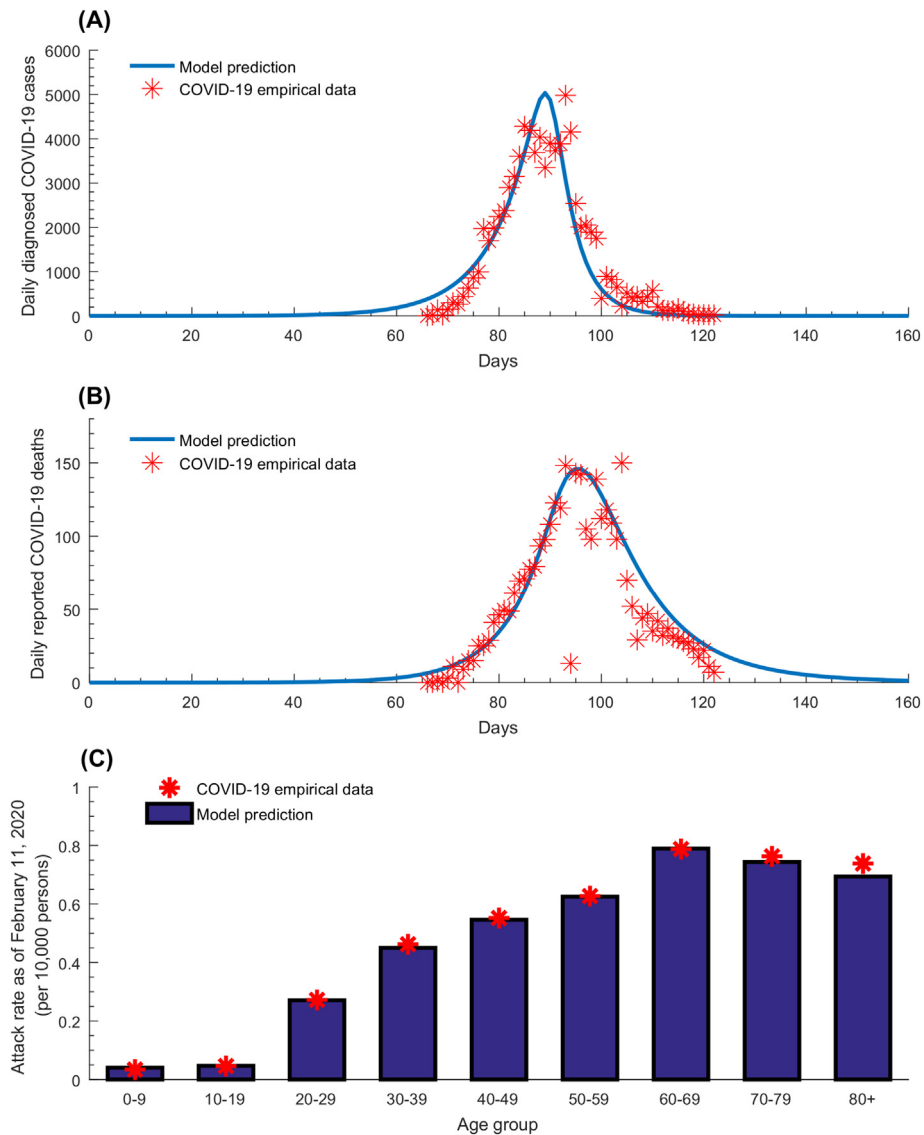 (A)
6000
5000
4000
3000
2000
1000
0
Daily diagnosed COVID-19 cases
Model prediction
COVID-19 empirical data
0 20 40 60 80 100 120 140 160
Days
(B)
150
100
50
0
Daily reported COVID-19 deaths
Model prediction
COVID-19 empirical data
0 20 40 60 80 100 120 140 160
Days
(C)
1
0.8
0.6
0.4
0.2
0
Attack rate as of February 11, 2020
(per 10,000 persons)
COVID-19 empirical data
Model prediction
0-9 10-19 20-29 30-39 40-49 50-59 60-69 70-79 80+
Age group